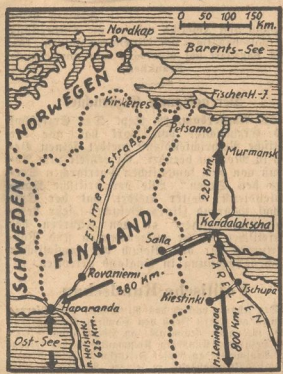 0 50 100 150
Km.
Nordkap
Barents-See
NORWEGEN
Kirkenes
Fischer H.-J.
Petsamo
Eismeer-Straße
Murmansk
220 Km.
SCHWEDEN
FINNLAND
Kandalakscha
Salla
KARELIEN
Rovaniemi
380 Km.
Tschupa
Haparanda
Kiestinki
Ost-See
n. Helsinki
625 Km.
n. Leningrad
800 Km.